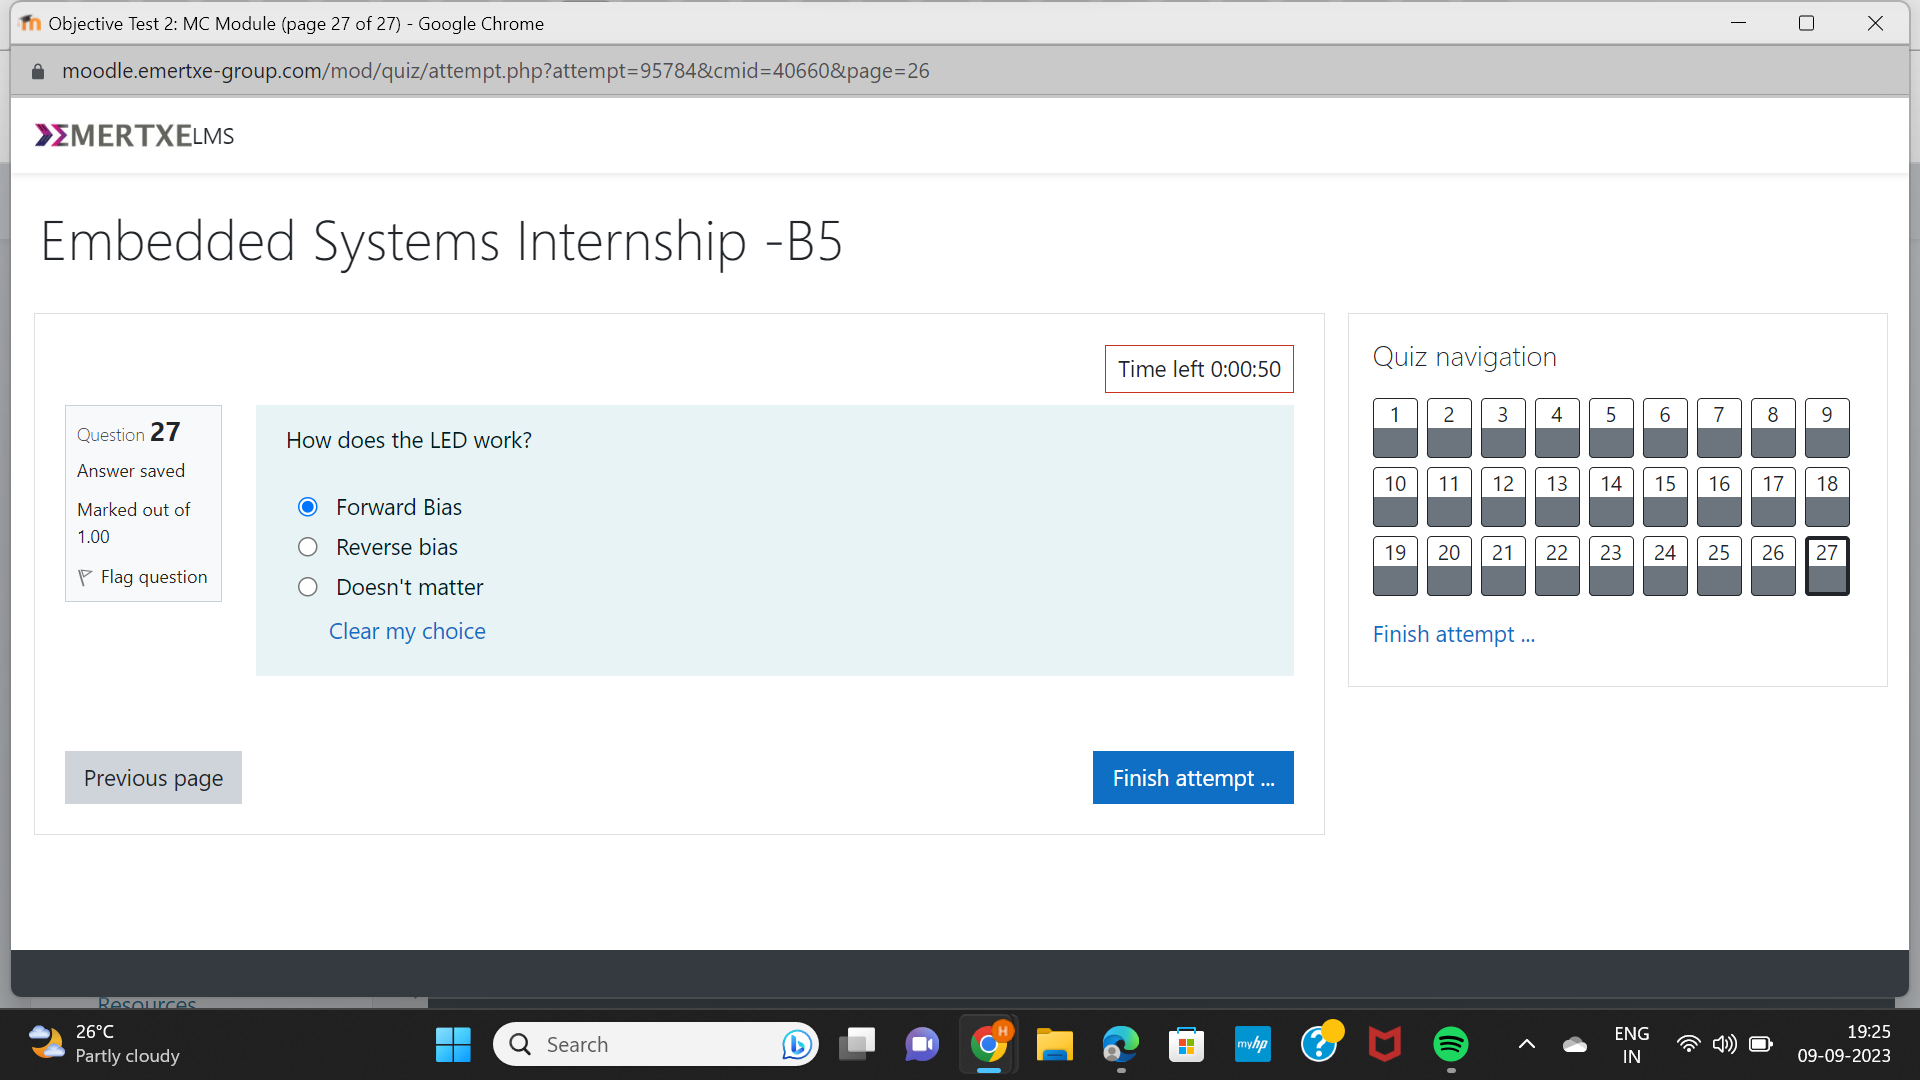 Objective Test 2: MC Module (page 27 of 27) - Google Chrome
moodle.emertxe-group.com/mod/quiz/attempt.php?attempt=95784&cmid=40660&page=26
EMERTXE LMS
Embedded Systems Internship -B5
Time left 0:00:50
Question 27
Answer saved
Marked out of
1.00
Flag question
How does the LED work?
Forward Bias
Reverse bias
Doesn't matter
Clear my choice
Previous page
Finish attempt ...
Quiz navigation
1 2 3 4 5 6 7 8 9
10 11 12 13 14 15 16 17 18
19 20 21 22 23 24 25 26 27
Finish attempt ...
Resources
26°C
Partly cloudy
Search
H
myhp
ENG
IN
19:25
09-09-2023